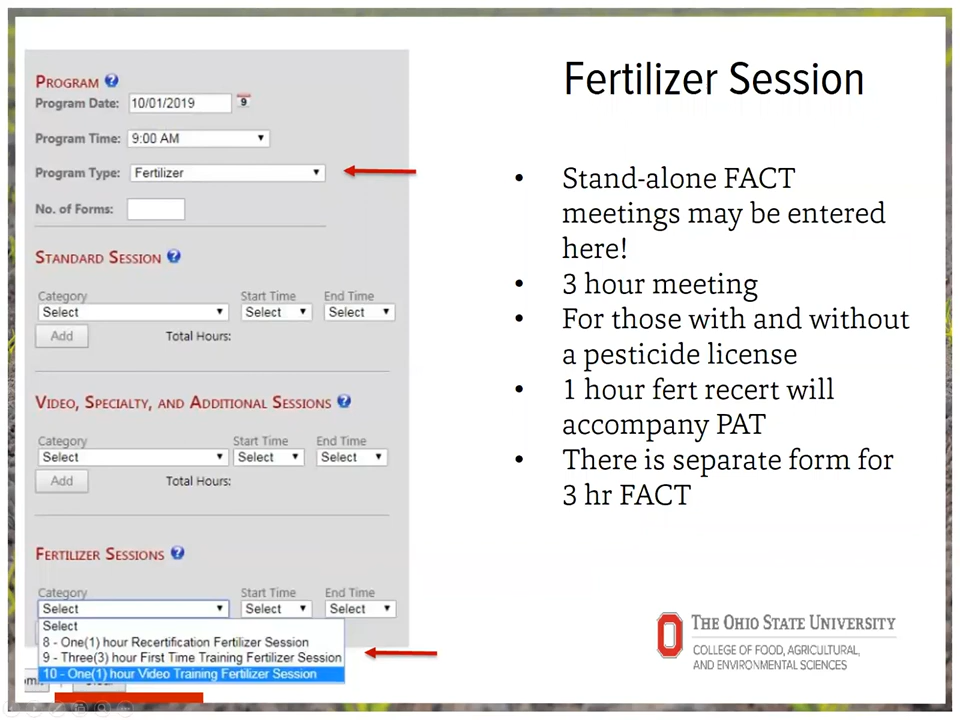 Fertilizer Session
PROGRAM
Program Date: 10/01/2019 9
Program Time: 9:00 AM
Program Type: Fertilizer
No. of Forms:
STANDARD SESSION
Category Start Time End Time
Select Select Select
Add Total Hours:
VIDEO, SPECIALTY, AND ADDITIONAL SESSIONS
Category Start Time End Time
Select Select Select
Add Total Hours:
FERTILIZER SESSIONS
Category Start Time End Time
Select Select Select
Select
8 - One(1) hour Recertification Fertilizer Session
9 - Three(3) hour First Time Training Fertilizer Session
10 - One(1) hour Video Training Fertilizer Session
• Stand-alone FACT
meetings may be entered
here!
• 3 hour meeting
• For those with and without
a pesticide license
• 1 hour fert recert will
accompany PAT
• There is separate form for
3 hr FACT
THE OHIO STATE UNIVERSITY
COLLEGE OF FOOD, AGRICULTURAL,
AND ENVIRONMENTAL SCIENCES